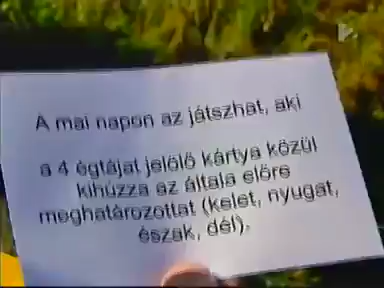 A mai napon az játszhat, aki
a 4 égtájat jelölő kártya közül
kihúzza az általa előre
meghatározottat (kelet, nyugat,
észak, dél).